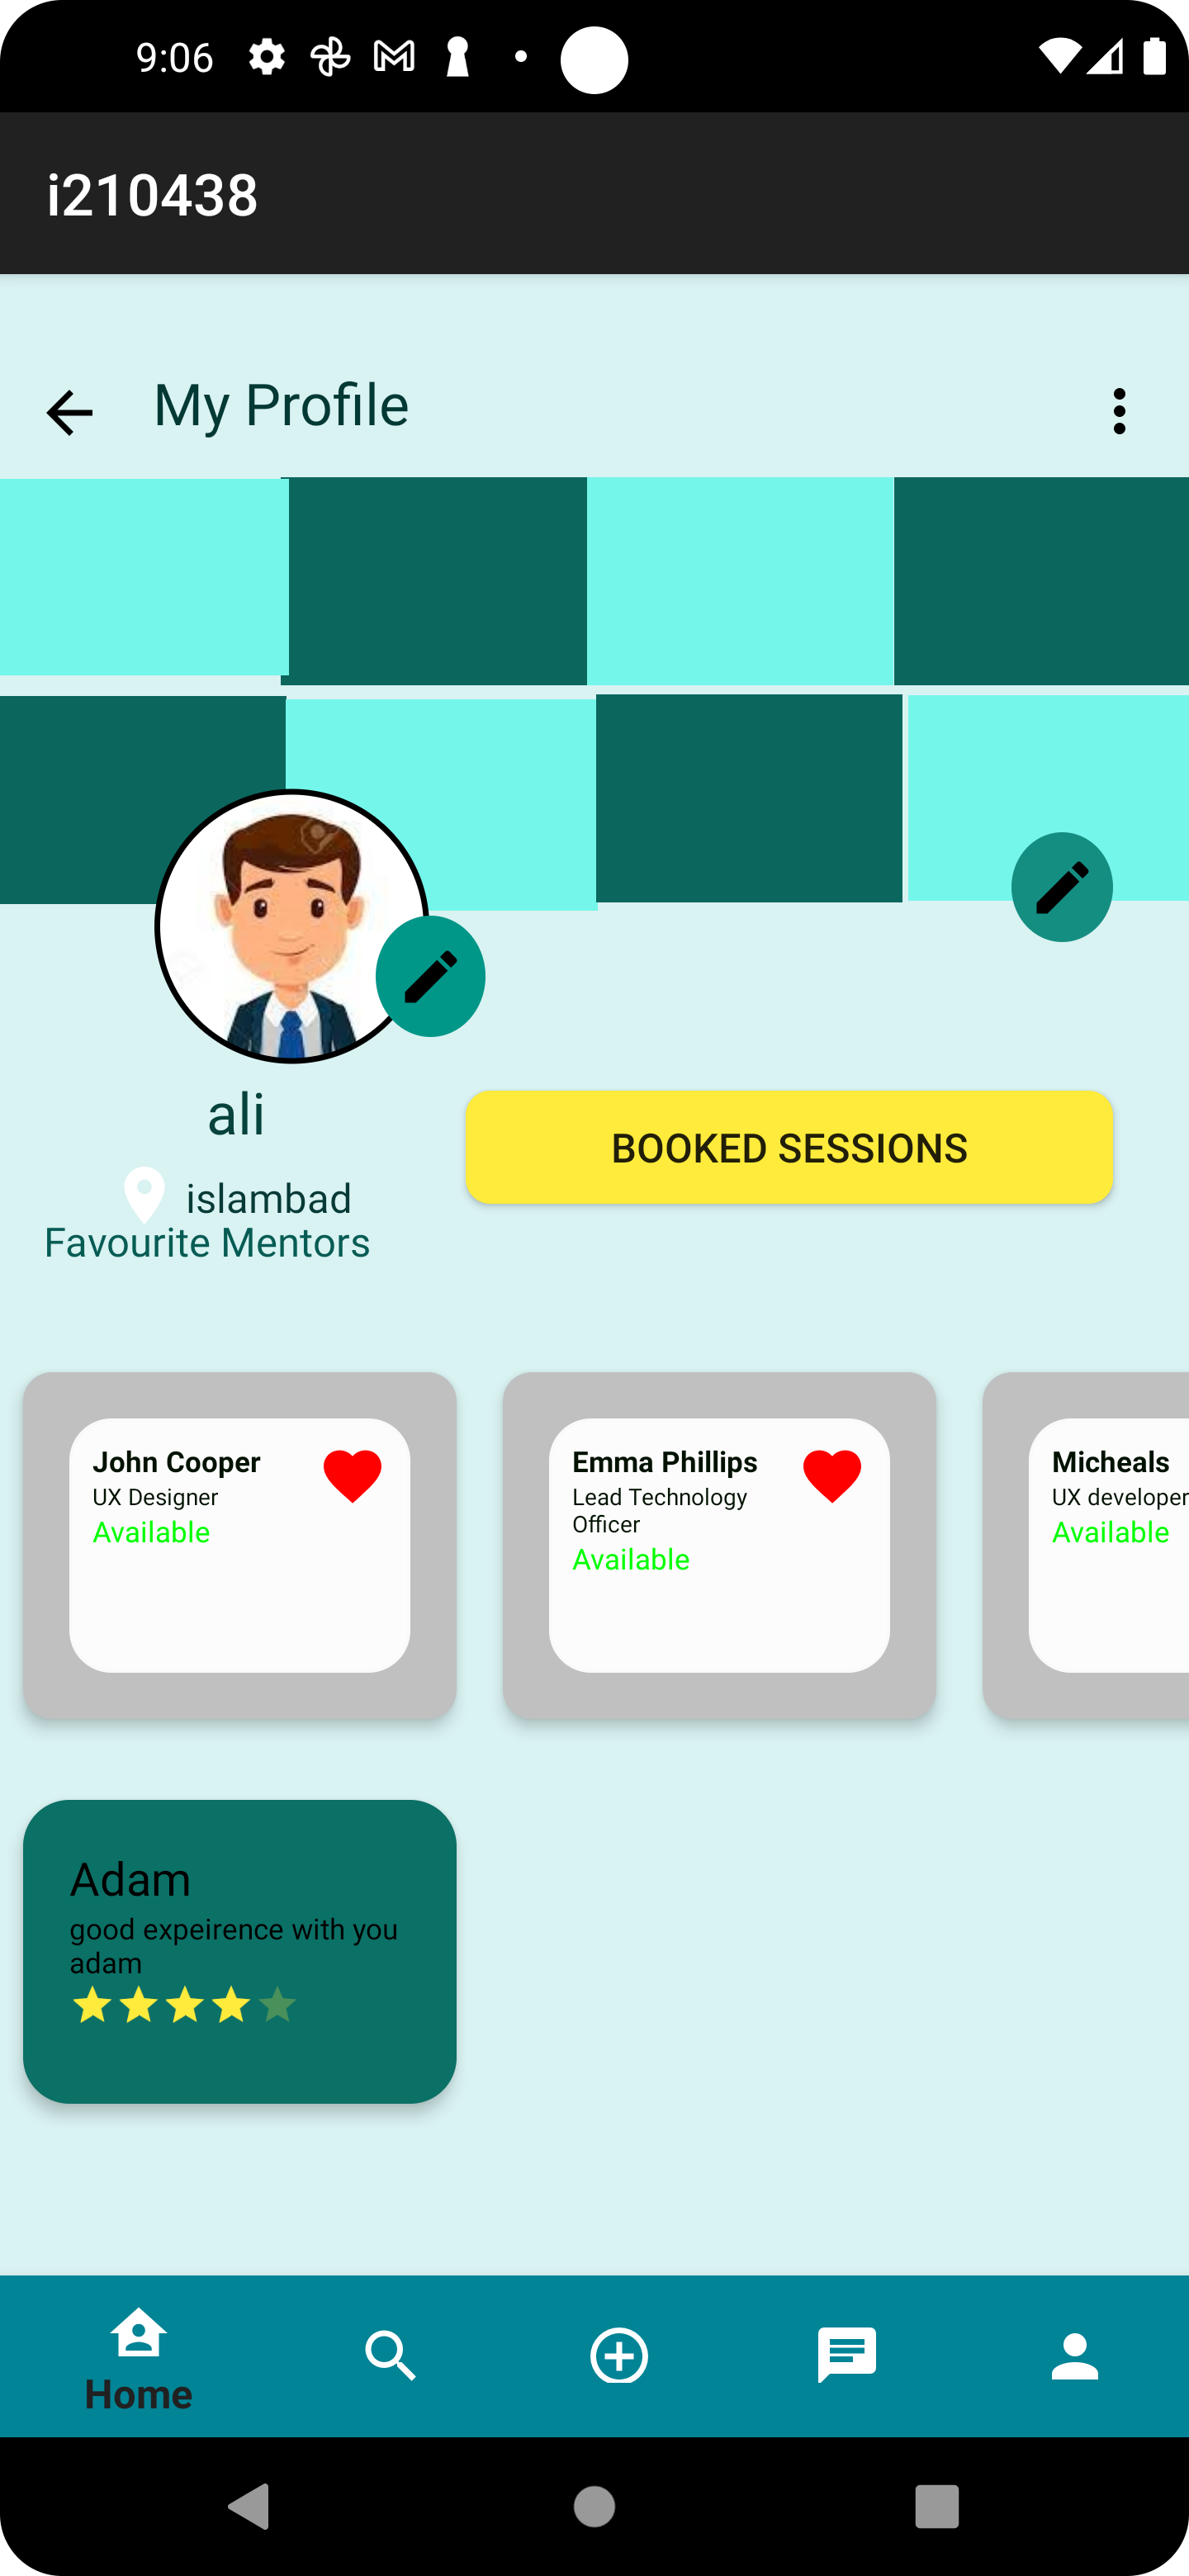 9:06
i210438
My Profile
ali
BOOKED SESSIONS
islambad
Favourite Mentors
John Cooper
UX Designer
Available
Emma Phillips
Lead Technology
Officer
Available
Micheals
UX developer
Available
Adam
good expeirence with you
adam
Home